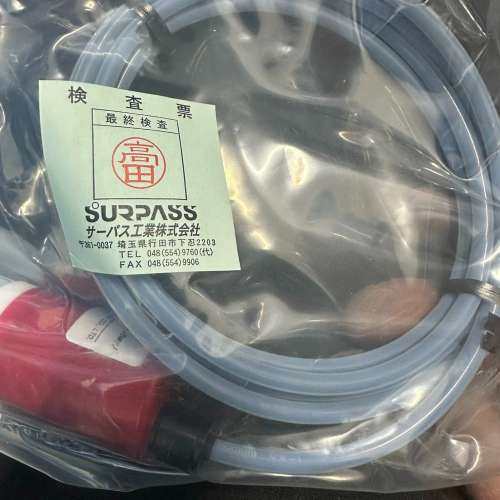 検査票
最終検査
高田
SURPASS
サーパス工業株式会社
〒361-0037 埼玉県行田市下忍2203
TEL 048(554)9760(代)
FAX 048(554)9906